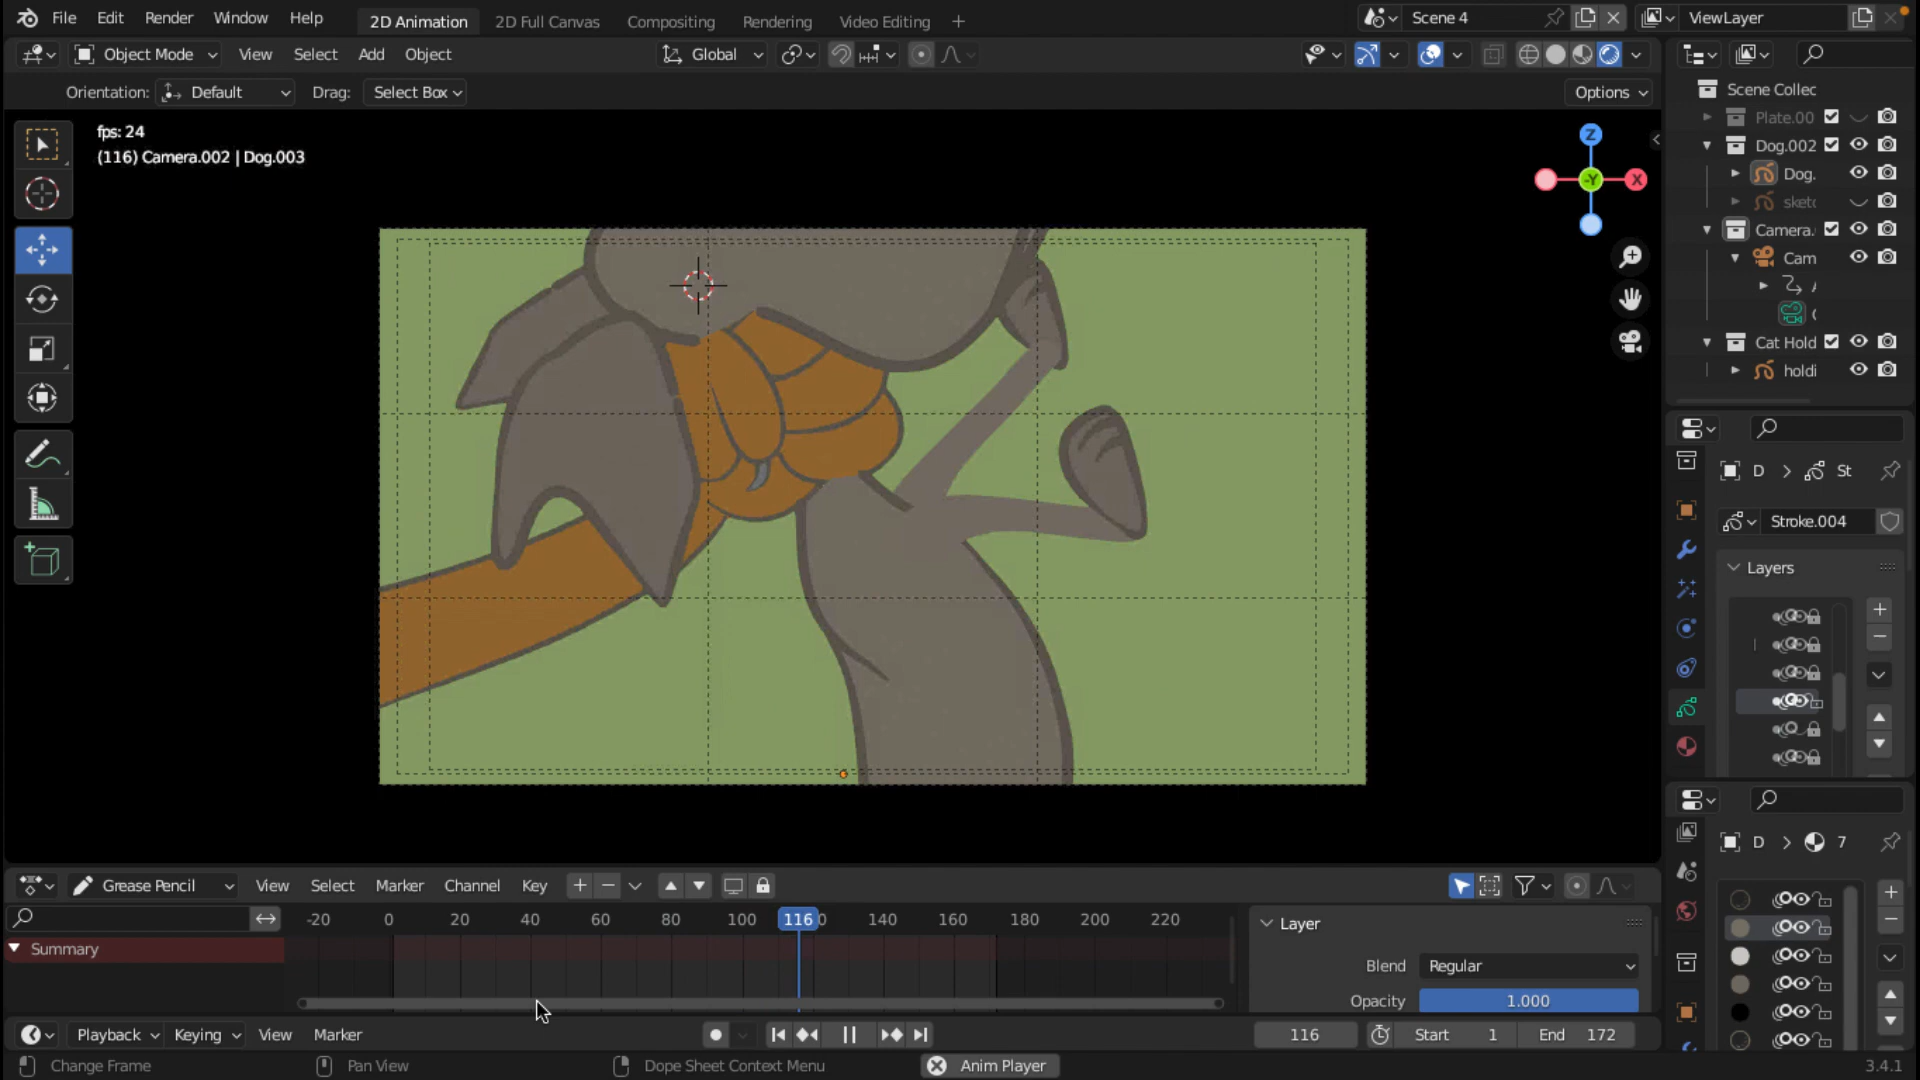 File Edit Render Window Help 2D Animation 2D Full Canvas Compositing Rendering Video Editing + Scene 4 ViewLayer
Object Mode View Select Add Object Global
Orientation: Default Drag: Select Box Options
fps: 24
(116) Camera.002 | Dog.003
Z
-Y X
Scene Collec
Plate.00
Dog.002
Dog.
sket
Camera.
Cam
Cat Hold
holdi
D > St
Stroke.004
Layers
D > 7
Grease Pencil View Select Marker Channel Key
-20 0 20 40 60 80 100 116 0 140 160 180 200 220
Summary
Layer
Blend Regular
Opacity 1.000
Playback Keying View Marker 116 Start 1 End 172
Change Frame Pan View Dope Sheet Context Menu Anim Player 3.4.1